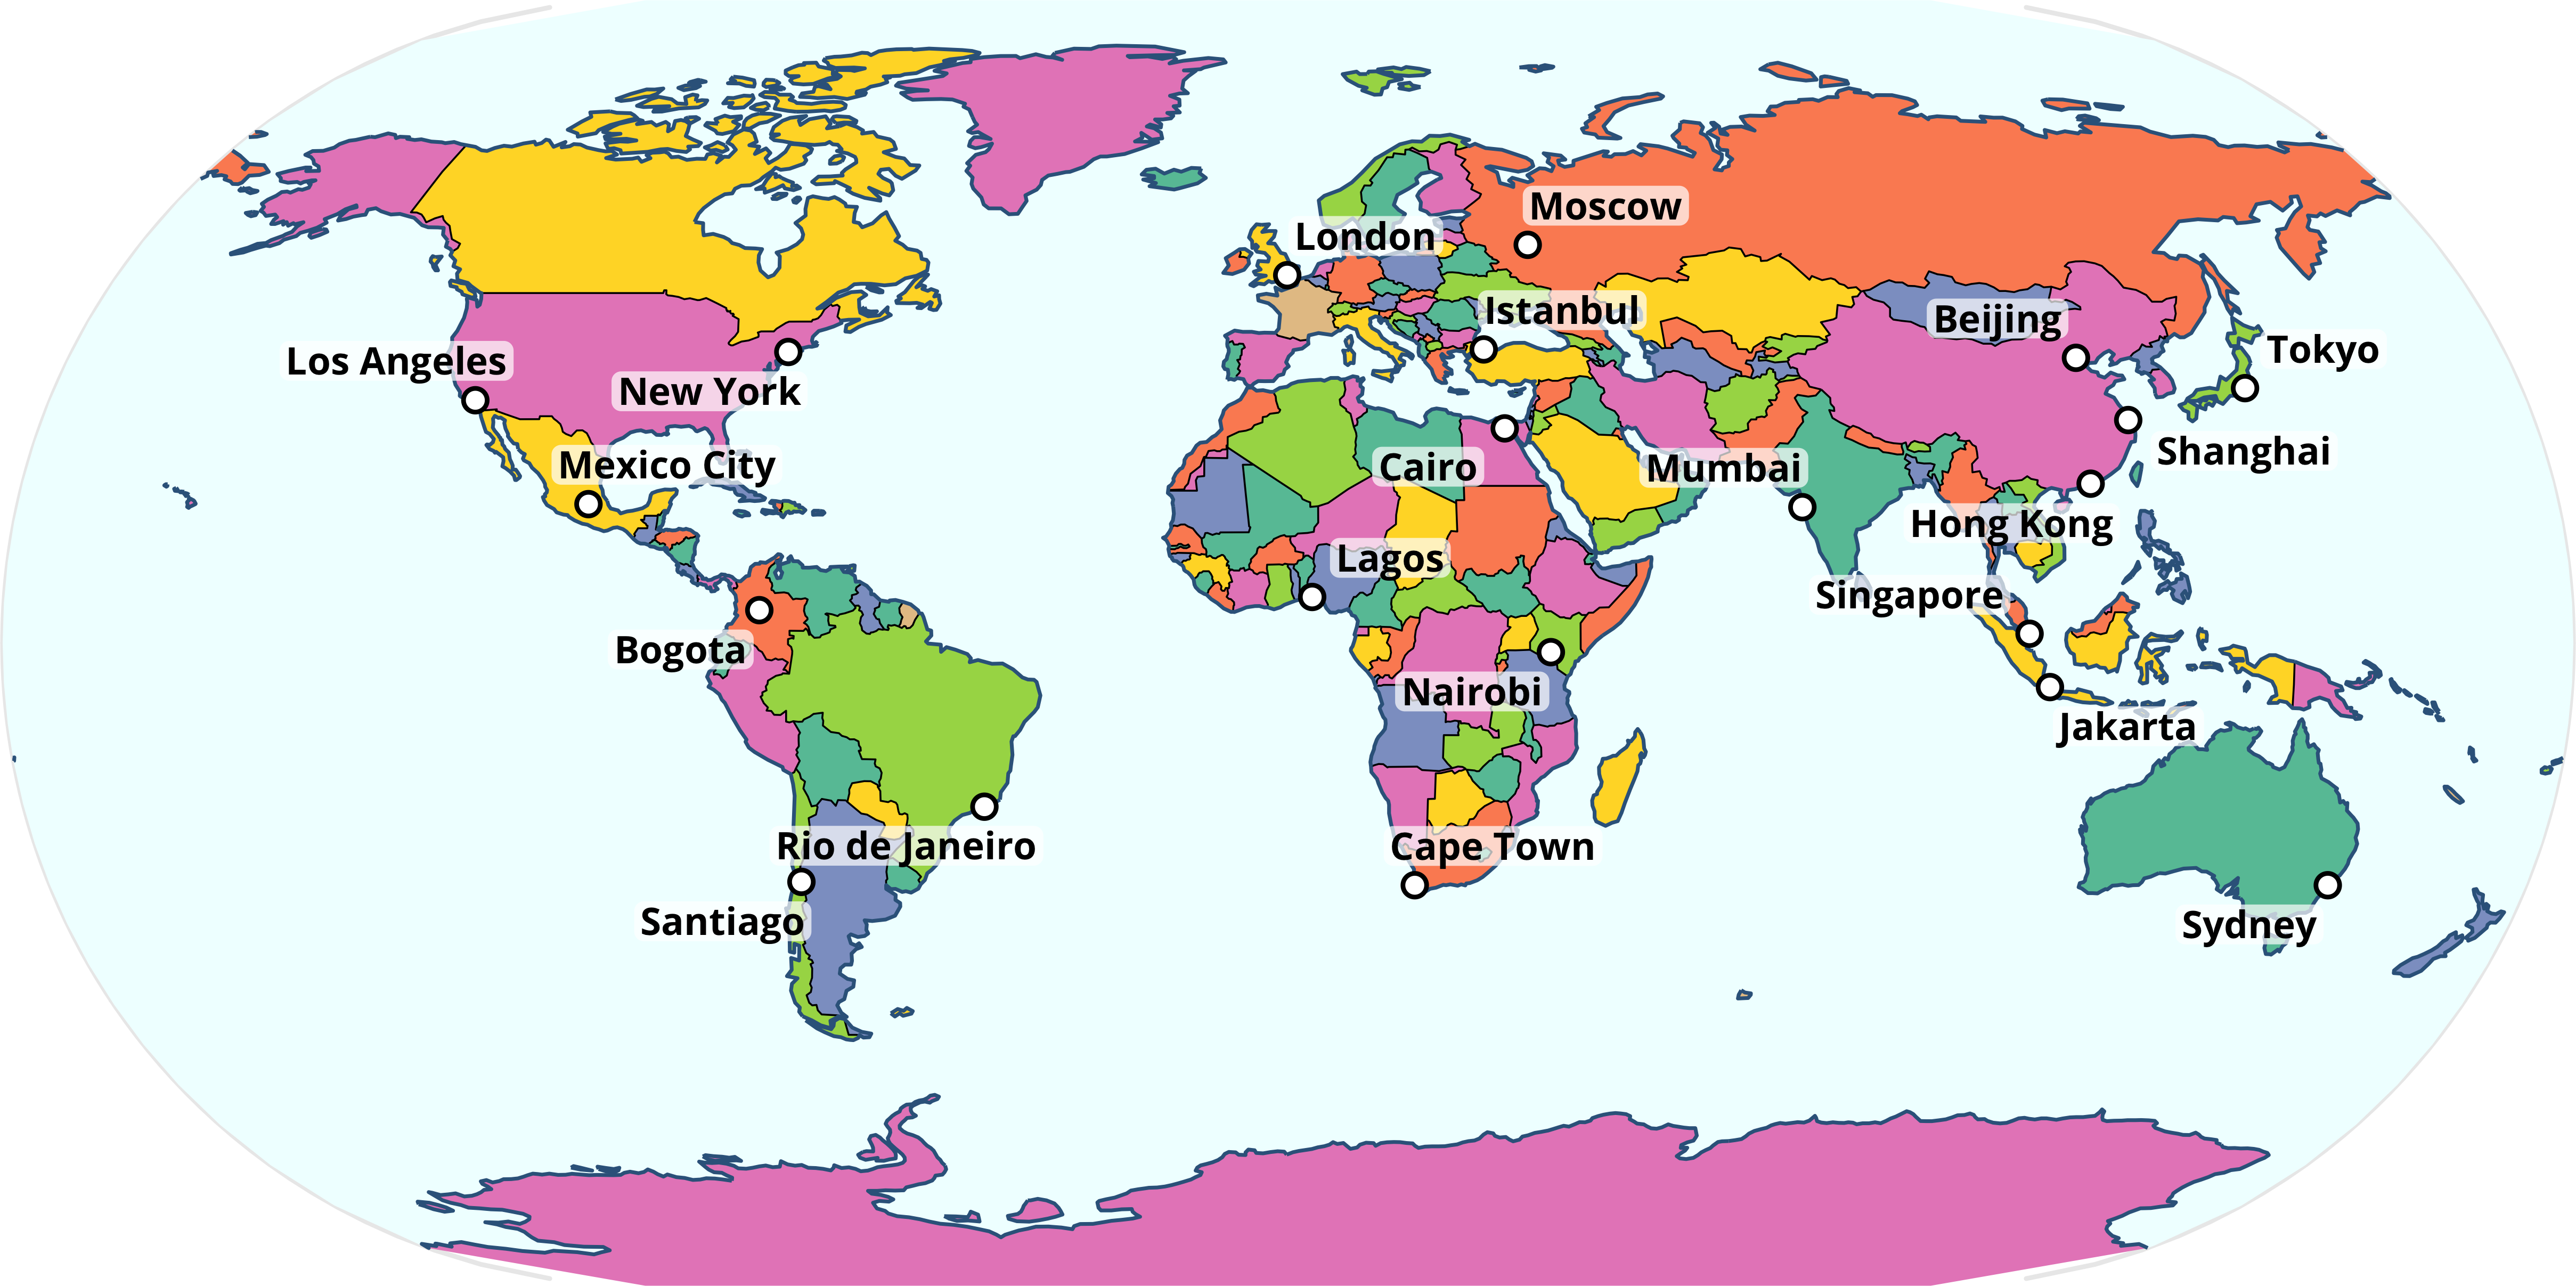 Moscow
London
Istanbul
Beijing
Tokyo
Los Angeles
New York
Shanghai
Mexico City
Cairo
Mumbai
Hong Kong
Lagos
Singapore
Bogota
Nairobi
Jakarta
Rio de Janeiro
Cape Town
Santiago
Sydney